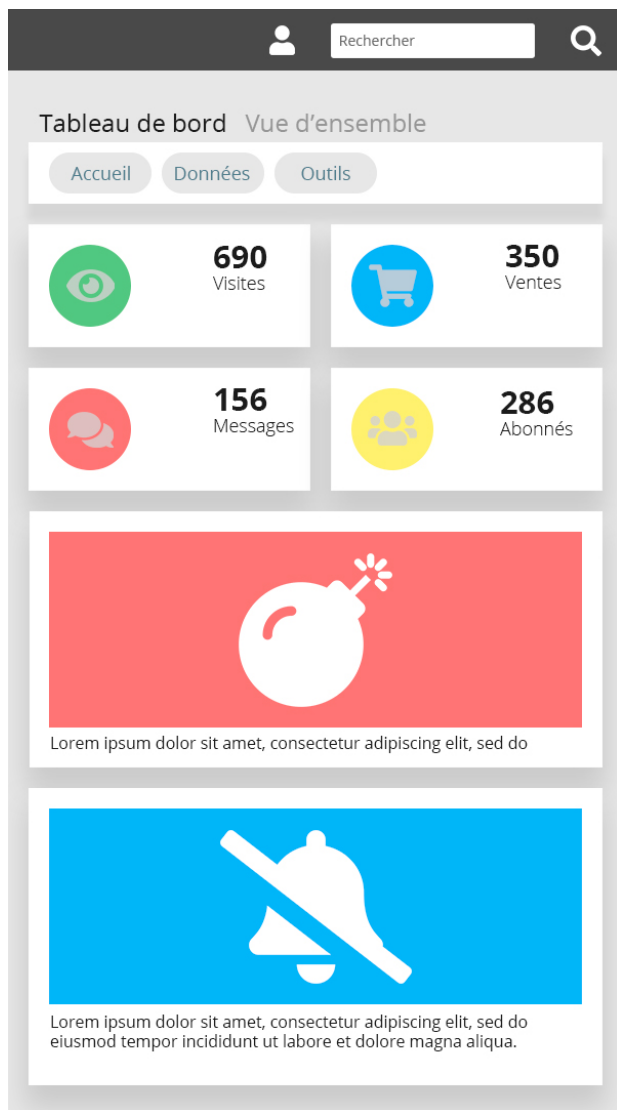 Rechercher
Tableau de bord Vue d’ensemble
Accueil Données Outils
690
Visites
350
Ventes
156
Messages
286
Abonnés
Lorem ipsum dolor sit amet, consectetur adipiscing elit, sed do
Lorem ipsum dolor sit amet, consectetur adipiscing elit, sed do
eiusmod tempor incididunt ut labore et dolore magna aliqua.